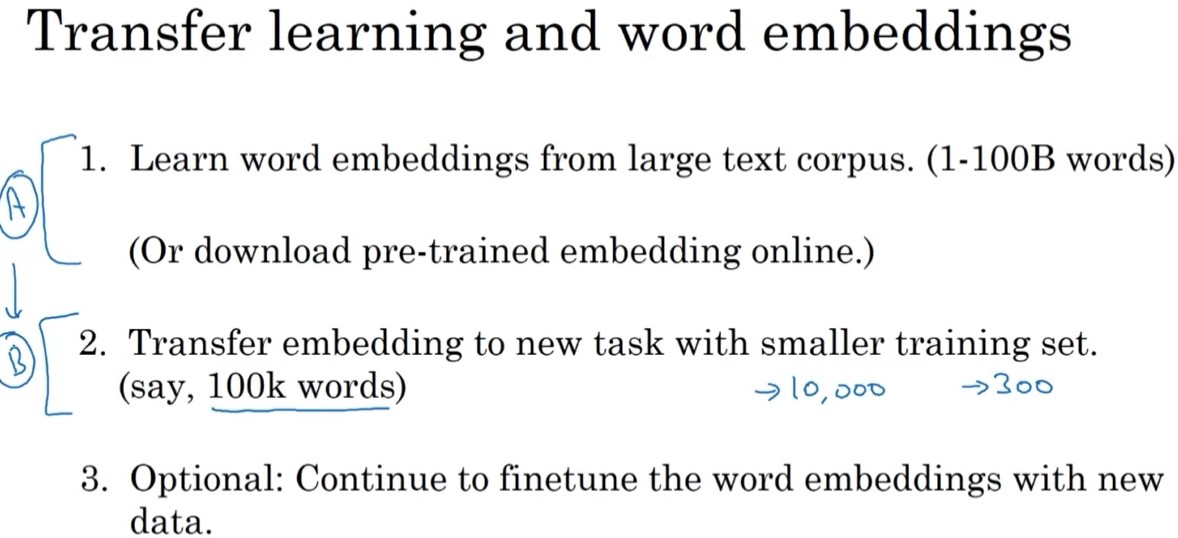 Transfer learning and word embeddings
A
1. Learn word embeddings from large text corpus. (1-100B words)
(Or download pre-trained embedding online.)
B
2. Transfer embedding to new task with smaller training set.
(say, 100k words) →10,000 →300
3. Optional: Continue to finetune the word embeddings with new
data.